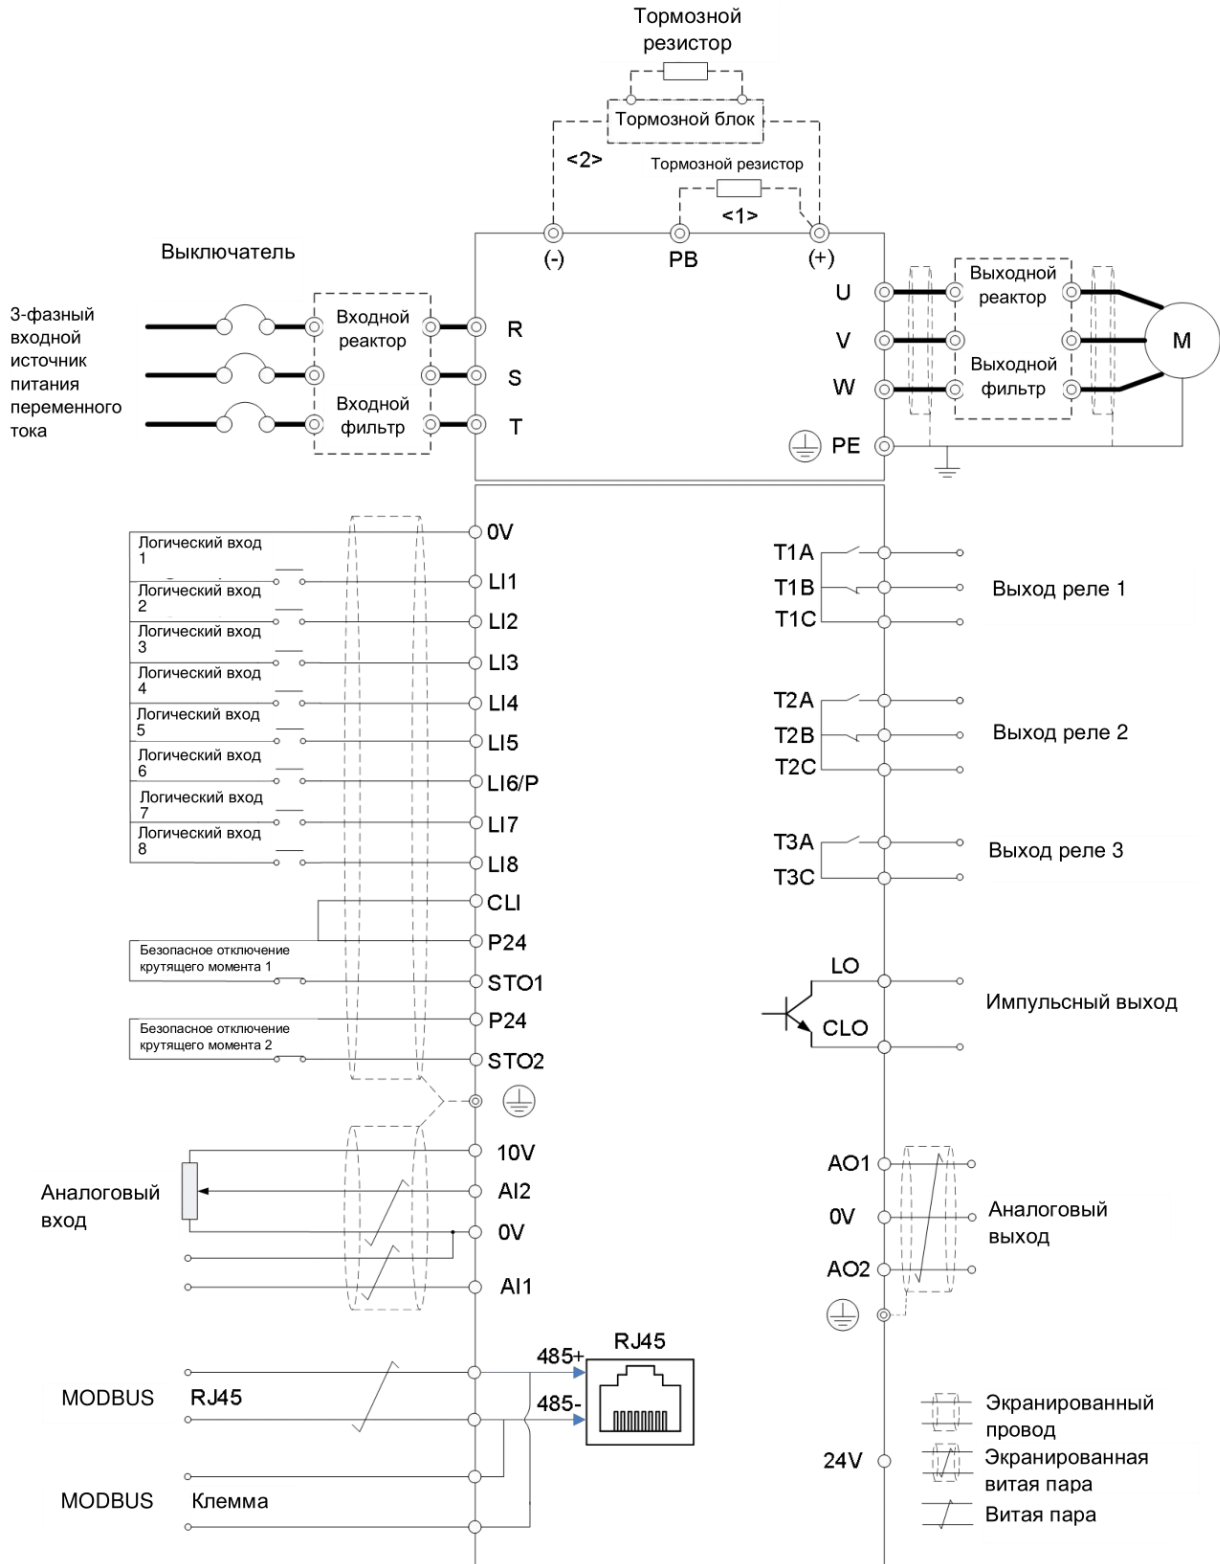 Тормозной
резистор
Тормозной блок
<2>
Тормозной резистор
<1>
(-)
PB
(+)
Выключатель
3-фазный
входной
источник
питания
переменного
тока
Входной
реактор
Входной
фильтр
R
S
T
U
V
W
PE
Выходной
реактор
Выходной
фильтр
M
0V
Логический вход
1
LI1
Логический вход
2
LI2
Логический вход
3
LI3
Логический вход
4
LI4
Логический вход
5
LI5
Логический вход
6
LI6/P
Логический вход
7
LI7
Логический вход
8
LI8
CLI
P24
Безопасное отключение
крутящего момента 1
STO1
P24
Безопасное отключение
крутящего момента 2
STO2
T1A
T1B
T1C
Выход реле 1
T2A
T2B
T2C
Выход реле 2
T3A
T3C
Выход реле 3
LO
CLO
Импульсный выход
Аналоговый
вход
10V
AI2
0V
AI1
AO1
0V
AO2
Аналоговый
выход
MODBUS RJ45
485+
485-
RJ45
MODBUS Клемма
24V
Экранированный
провод
Экранированная
витая пара
Витая пара